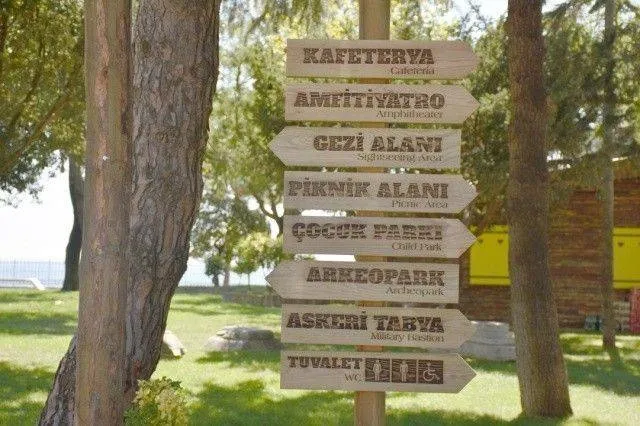 KAFETERYA
Cafeteria
AMFİTİYATRO
Amphitheater
GEZİ ALANI
Sightseeing Area
PİKNİK ALANI
Picnic Area
ÇOCUK PARKI
Child Park
ARKEOPARK
Archeopark
ASKERİ TABYA
Military Bastion
TUVALET
WC